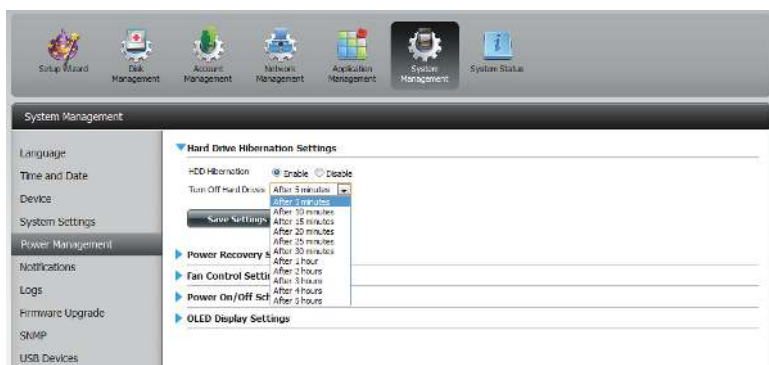 Setup Wizard
Disk Management
Account Management
Network Management
Application Management
System Management
System Status
System Management
Language
Time and Date
Device
System Settings
Power Management
Notifications
Logs
Firmware Upgrade
SNMP
USB Devices
Hard Drive Hibernation Settings
HDD Hibernation Enable Disable
Turn Off Hard Drives After 5 minutes
After 5 minutes
After 10 minutes
After 15 minutes
After 20 minutes
After 25 minutes
After 30 minutes
After 1 hour
After 2 hours
After 3 hours
After 4 hours
After 5 hours
Save Settings
Power Recovery S
Fan Control Setti
Power On/Off Sch
OLED Display Settings